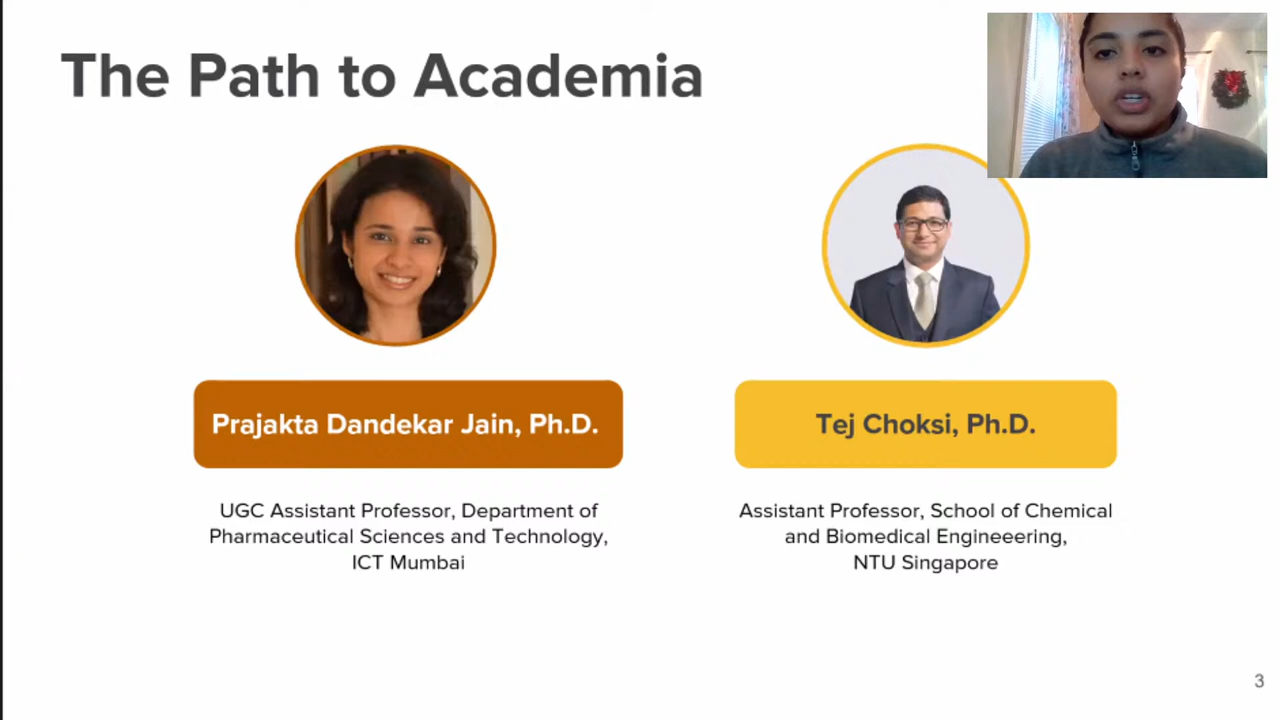 The Path to Academia
Prajakta Dandekar Jain, Ph.D.
UGC Assistant Professor, Department of
Pharmaceutical Sciences and Technology,
ICT Mumbai
Tej Choksi, Ph.D.
Assistant Professor, School of Chemical
and Biomedical Engineeering,
NTU Singapore
3